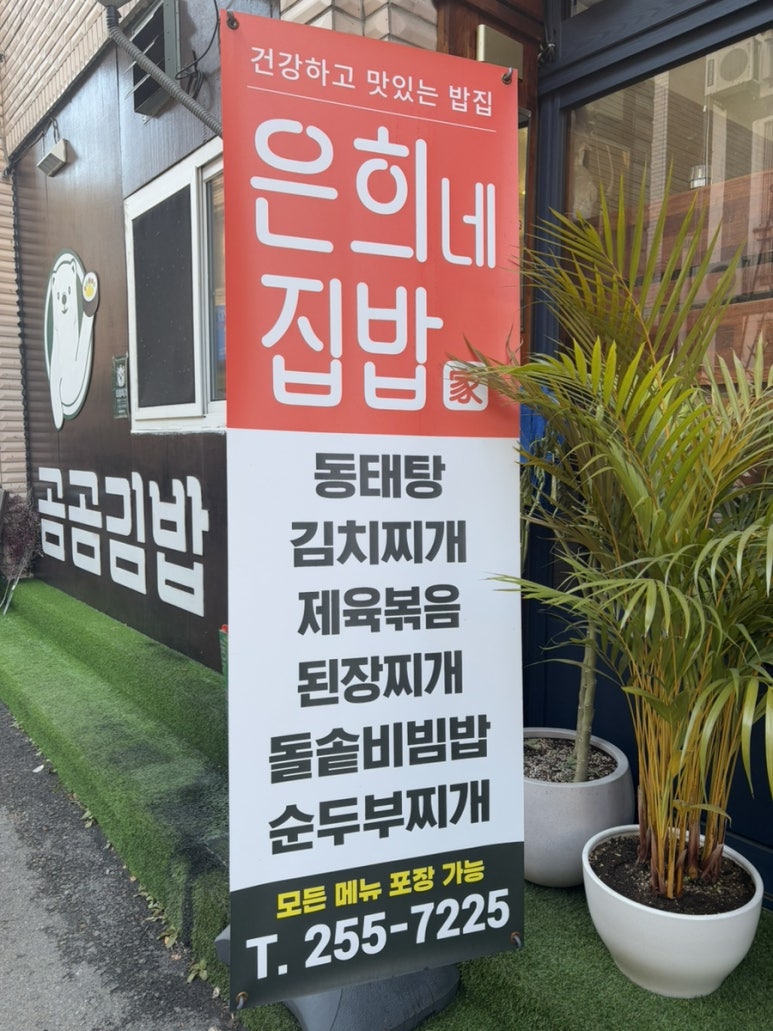 건강하고 맛있는 밥집
은희네
집밥 家
동태탕
김치찌개
제육볶음
된장찌개
돌솥비빔밥
순두부찌개
모든 메뉴 포장 가능
T. 255-7225
곰곰김밥